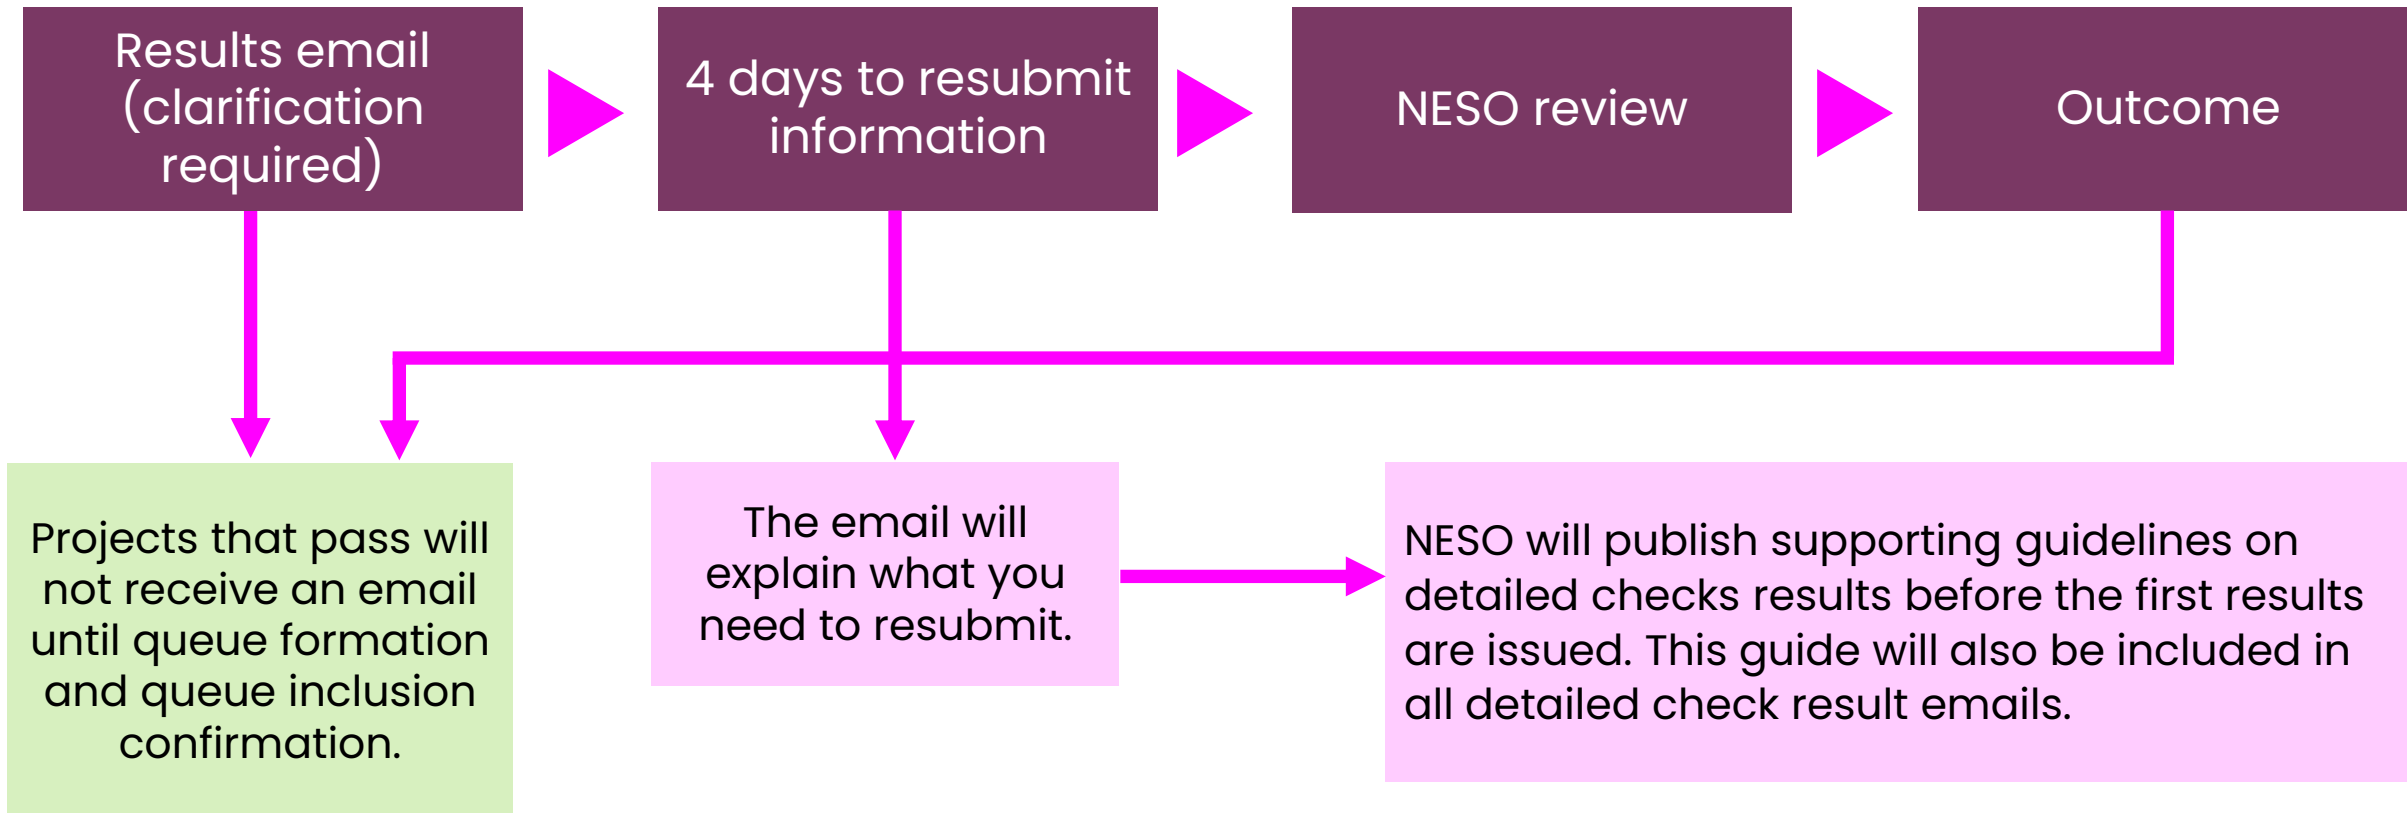 Results email
(clarification
required)
4 days to resubmit
information
NESO review
Outcome
Projects that pass will
not receive an email
until queue formation
and queue inclusion
confirmation.
The email will
explain what you
need to resubmit.
NESO will publish supporting guidelines on
detailed checks results before the first results
are issued. This guide will also be included in
all detailed check result emails.